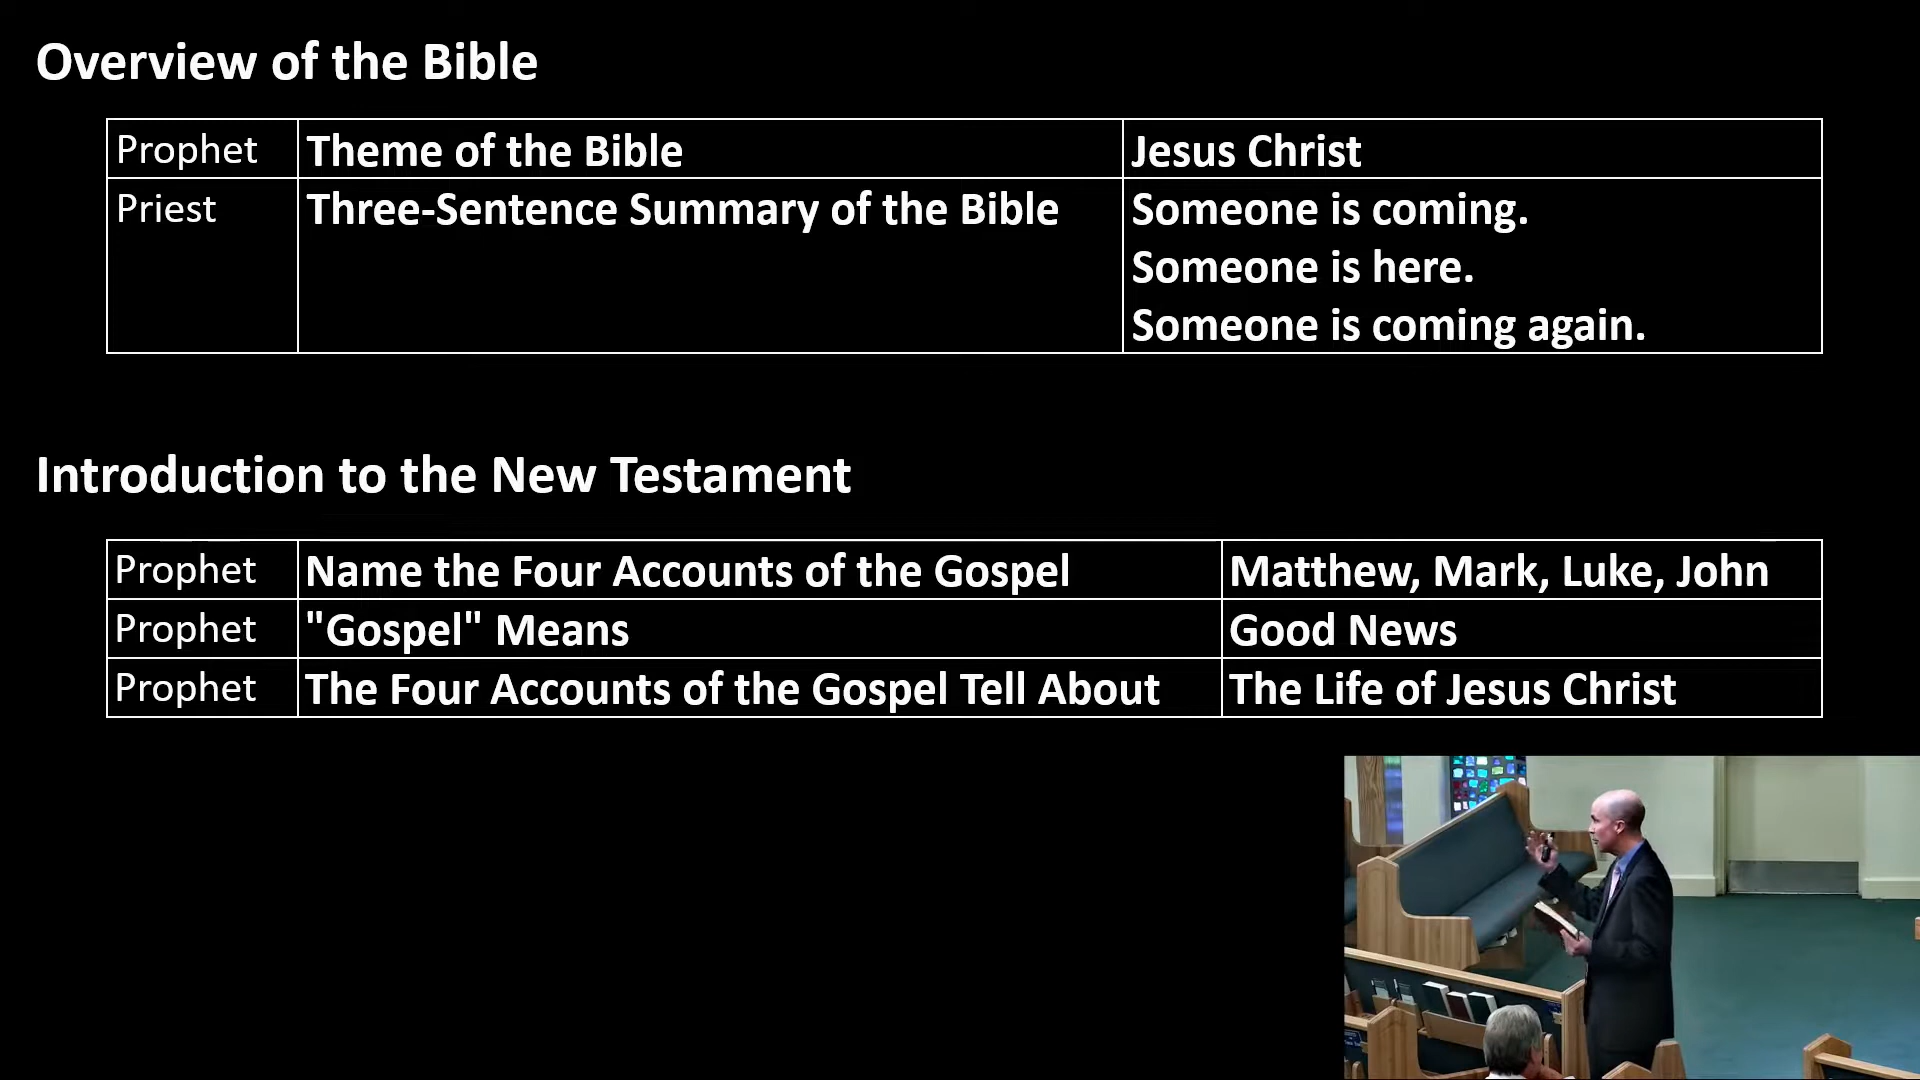 Overview of the Bible
Prophet Theme of the Bible Jesus Christ
Priest Three-Sentence Summary of the Bible Someone is coming.
Someone is here.
Someone is coming again.
Introduction to the New Testament
Prophet Name the Four Accounts of the Gospel Matthew, Mark, Luke, John
Prophet "Gospel" Means Good News
Prophet The Four Accounts of the Gospel Tell About The Life of Jesus Christ